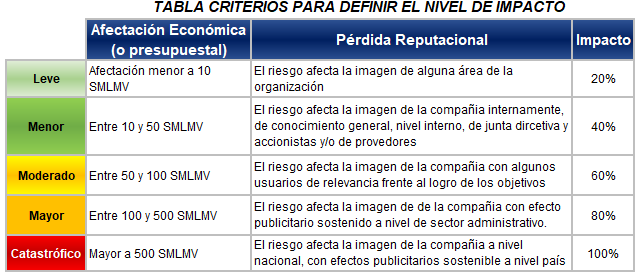 TABLA CRITERIOS PARA DEFINIR EL NIVEL DE IMPACTO
Afectación Económica
(o presupuestal)
Pérdida Reputacional
Impacto
Leve
Afectación menor a 10
SMLMV
El riesgo afecta la imagen de alguna área de la
organización
20%
Menor
Entre 10 y 50 SMLMV
El riesgo afecta la imagen de la compañia internamente,
de conocimiento general, nivel interno, de junta dircetiva y
accionistas y/o de provedores
40%
Moderado
Entre 50 y 100 SMLMV
El riesgo afecta la imagen de la compañia con algunos
usuarios de relevancia frente al logro de los objetivos
60%
Mayor
Entre 100 y 500 SMLMV
El riesgo afecta la imagen de de la compañia con efecto
publicitario sostenido a nivel de sector administrativo.
80%
Catastrófico
Mayor a 500 SMLMV
El riesgo afecta la imagen de la compañia a nivel
nacional, con efectos publicitarios sostenible a nivel país
100%